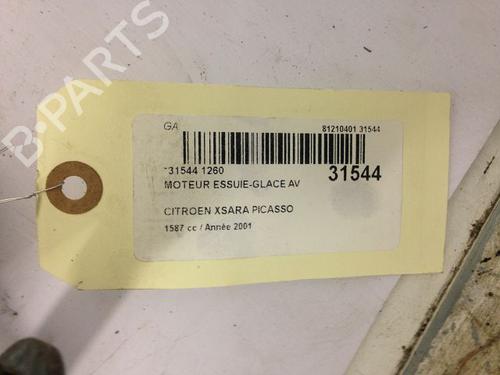 GA
81210401 31544
*31544 1260
31544
MOTEUR ESSUIE-GLACE AV
CITROEN XSARA PICASSO
1587 cc / Année 2001
B-PARTS